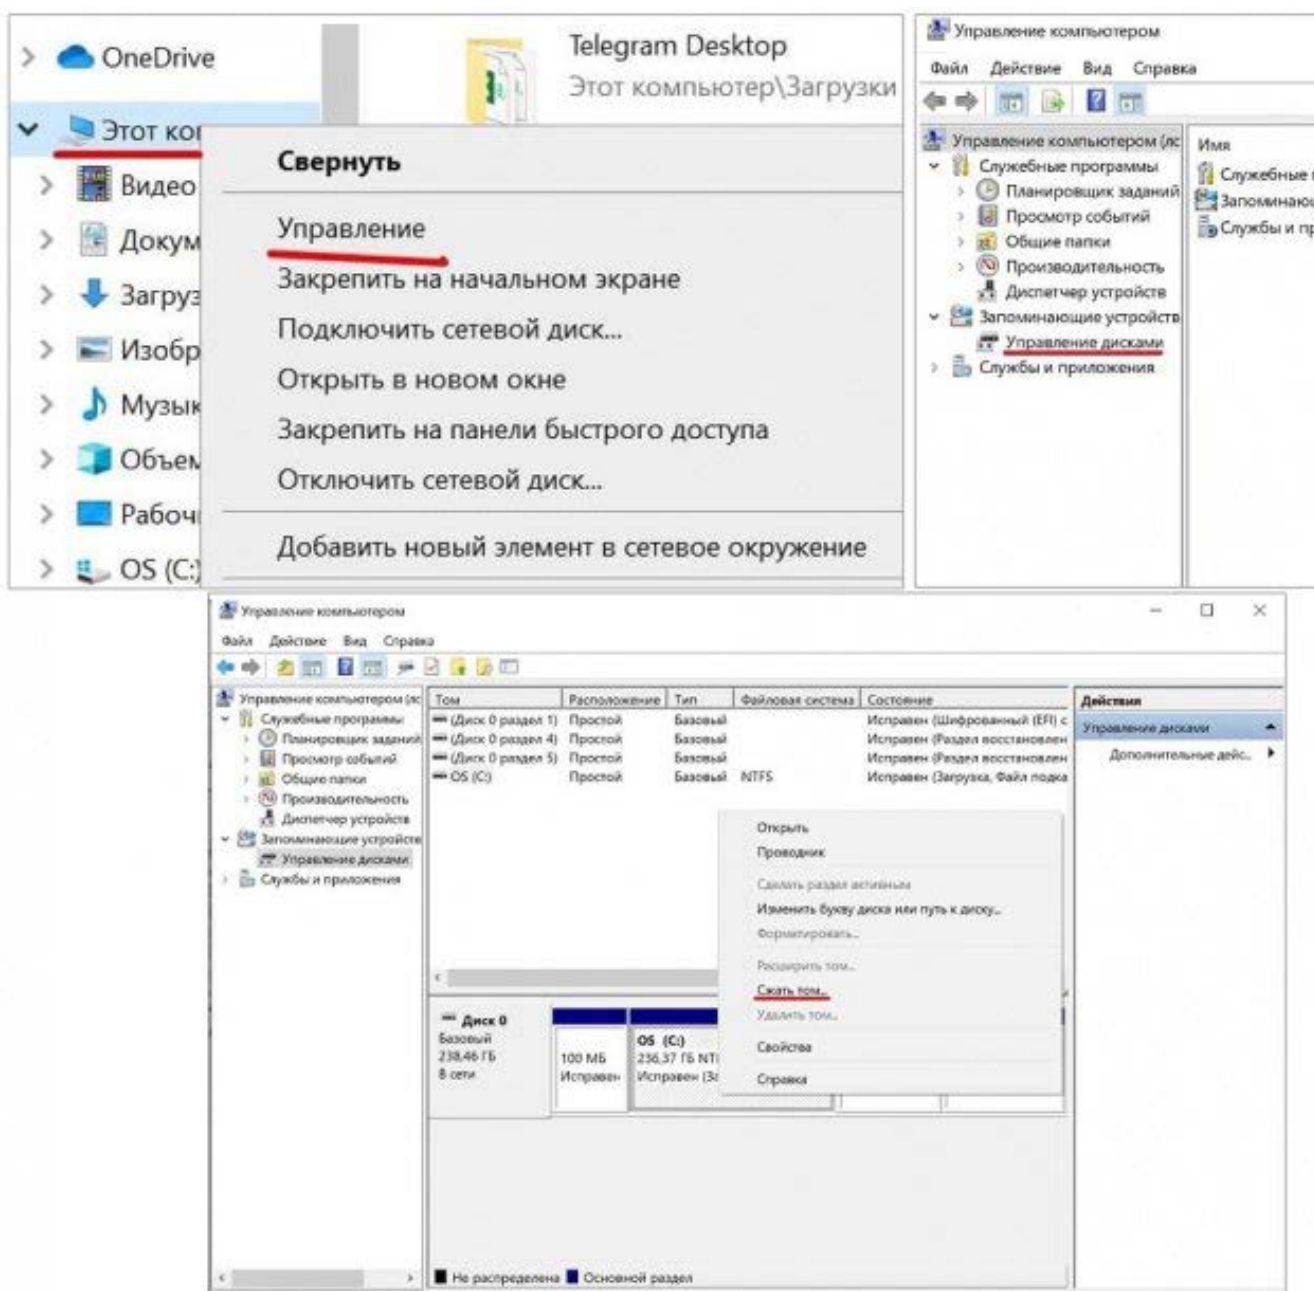 OneDrive
Этот ком
Видео
Докум
Загруз
Изобр
Музык
Объем
Рабоч
OS (C:)
Telegram Desktop
Этот компьютер\Загрузки
Свернуть
Управление
Закрепить на начальном экране
Подключить сетевой диск...
Открыть в новом окне
Закрепить на панели быстрого доступа
Отключить сетевой диск...
Добавить новый элемент в сетевое окружение
Управление компьютером
Файл Действие Вид Справка
Управление компьютером (лс
Служебные программы
Планировщик заданий
Просмотр событий
Общие папки
Производительность
Диспетчер устройств
Запоминающие устройств
Управление дисками
Службы и приложения
Имя
Служебные п
Запоминаю
Службы и пр
Управление компьютером
Файл Действие Вид Справка
Управление компьютером (лс
Служебные программы
Планировщик заданий
Просмотр событий
Общие папки
Производительность
Диспетчер устройств
Запоминающие устройств
Управление дисками
Службы и приложения
Том Расположение Тип Файловая система Состояние
(Диск 0 раздел 1) Простой Базовый Исправен (Шифрованный (EFI) с
(Диск 0 раздел 4) Простой Базовый Исправен (Раздел восстановлен
(Диск 0 раздел 5) Простой Базовый Исправен (Раздел восстановлен
OS (C:) Простой Базовый NTFS Исправен (Загрузка, Файл подка
Действия
Управление дисками
Дополнительные дейс...
Открыть
Проводник
Сделать раздел активным
Изменить букву диска или путь к диску...
Форматировать...
Расширить том...
Сжать том...
Удалить том...
Свойства
Справка
Диск 0
Базовый
238,46 ГБ
В сети
100 МБ
Исправен
OS (C:)
236,37 ГБ NTI
Исправен (За
Не распределена Основной раздел